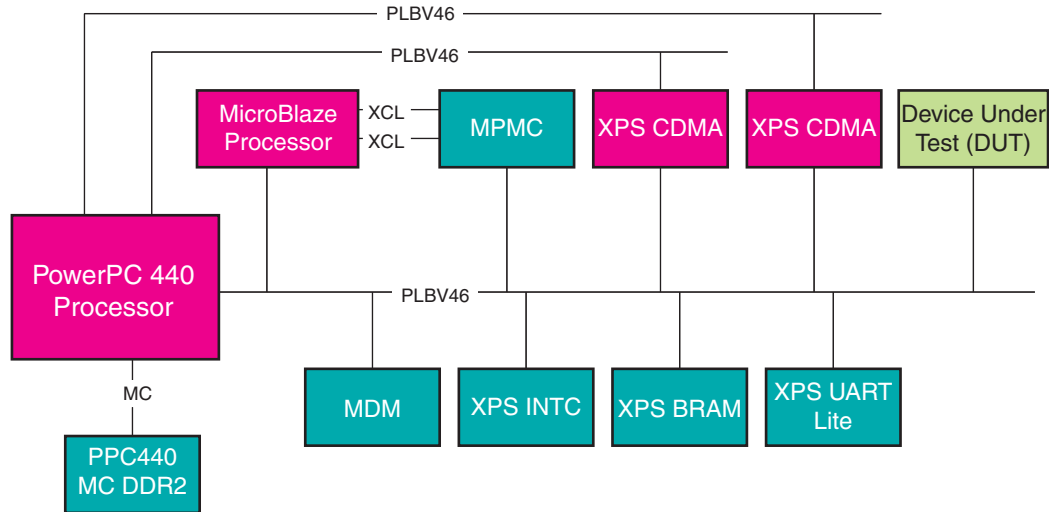 PLBV46
PLBV46
MicroBlaze
Processor
XCL
XCL
MPMC
XPS CDMA
XPS CDMA
Device Under
Test (DUT)
PowerPC 440
Processor
PLBV46
MC
MDM
XPS INTC
XPS BRAM
XPS UART
Lite
PPC440
MC DDR2